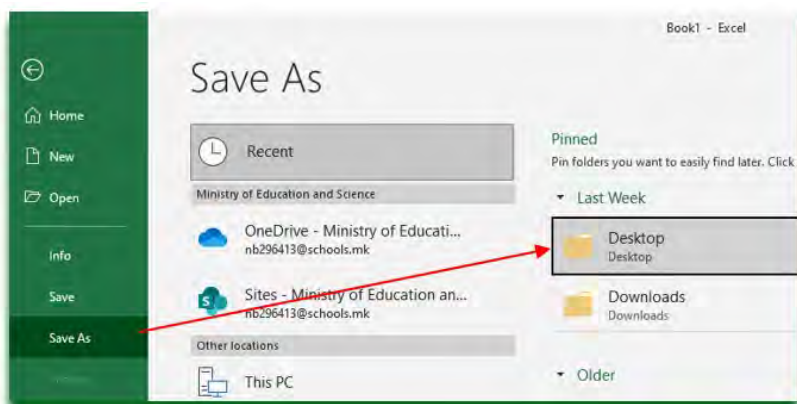 Book1 - Excel
Save As
Home
New
Open
Info
Save
Save As
Recent
Ministry of Education and Science
OneDrive - Ministry of Educati...
nb296413@schools.mk
Sites - Ministry of Education an...
nb296413@schools.mk
Other locations
This PC
Pinned
Pin folders you want to easily find later. Click
Last Week
Desktop
Desktop
Downloads
Downloads
Older